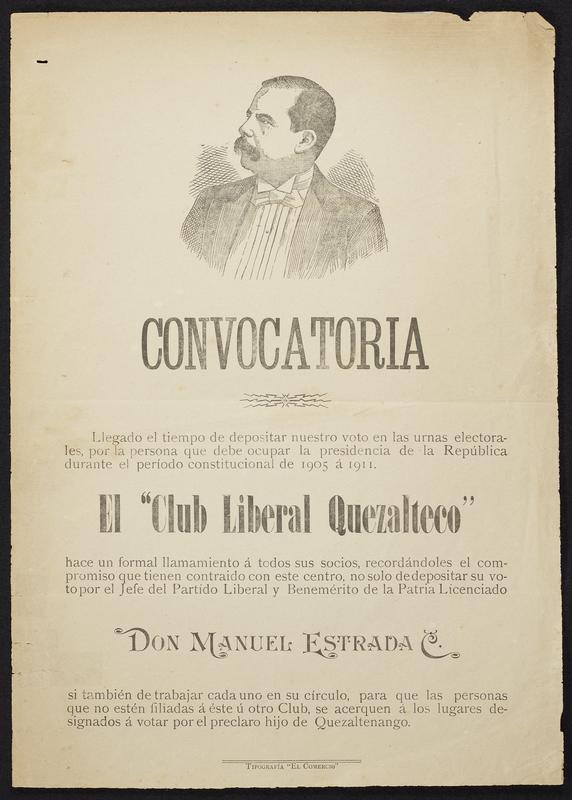 CONVOCATORIA
Llegado el tiempo de depositar nuestro voto en las urnas electora-
les, por la persona que debe ocupar la presidencia de la República
durante el período constitucional de 1905 á 1911.
El "Club Liberal Quezalteco"
hace un formal llamamiento á todos sus socios, recordándoles el com-
promiso que tienen contraido con este centro, no solo de depositar su vo-
to por el Jefe del Partido Liberal y Benemérito de la Patria Licenciado
DON MANUEL ESTRADA C.
si también de trabajar cada uno en su círculo, para que las personas
que no estén filiadas á éste ú otro Club, se acerquen á los lugares de-
signados á votar por el preclaro hijo de Quezaltenango.
TIPOGRAFÍA "EL COMERCIO"